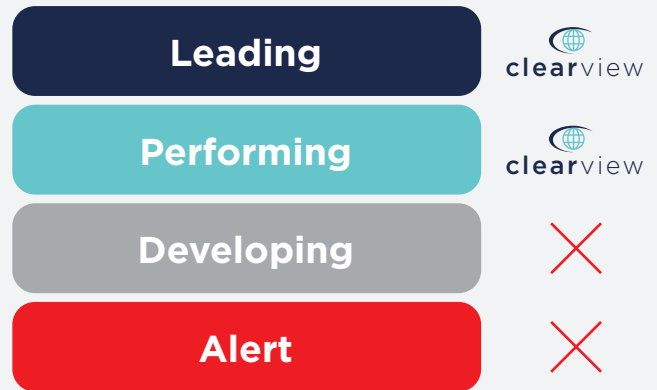 Leading
clearview
Performing
clearview
Developing
Alert